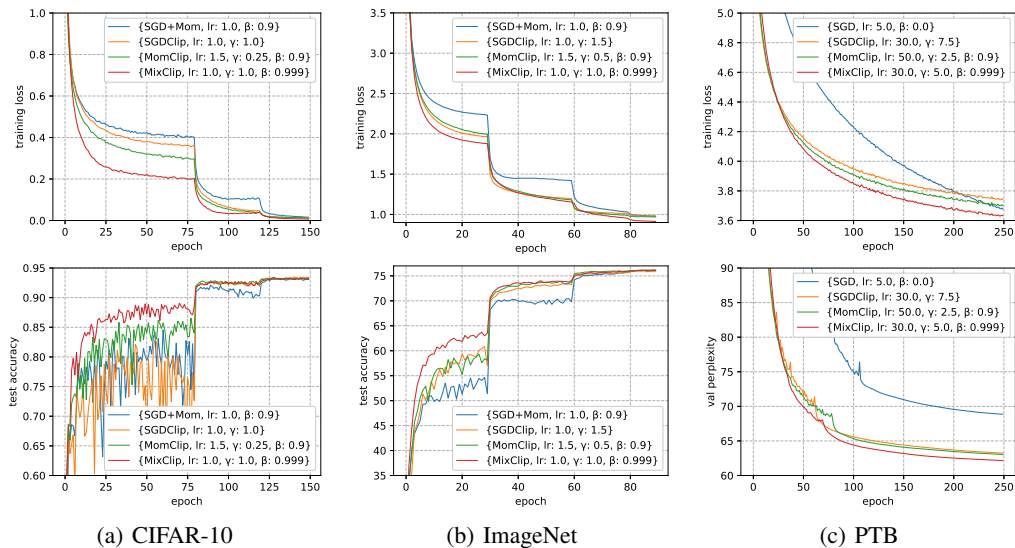 1.0
0.8
0.6
0.4
0.2
0.0
training loss
0 25 50 75 100 125 150
epoch
{SGD+Mom, lr: 1.0, β: 0.9}
{SGDClip, lr: 1.0, γ: 1.0}
{MomClip, lr: 1.5, γ: 0.25, β: 0.9}
{MixClip, lr: 1.0, γ: 1.0, β: 0.999}
3.5
3.0
2.5
2.0
1.5
1.0
training loss
0 20 40 60 80
epoch
{SGD+Mom, lr: 1.0, β: 0.9}
{SGDClip, lr: 1.0, γ: 1.5}
{MomClip, lr: 1.5, γ: 0.5, β: 0.9}
{MixClip, lr: 1.0, γ: 1.0, β: 0.999}
5.0
4.8
4.6
4.4
4.2
4.0
3.8
3.6
training loss
0 50 100 150 200 250
epoch
{SGD, lr: 5.0, β: 0.0}
{SGDClip, lr: 30.0, γ: 7.5}
{MomClip, lr: 50.0, γ: 2.5, β: 0.9}
{MixClip, lr: 30.0, γ: 5.0, β: 0.999}
0.95
0.90
0.85
0.80
0.75
0.70
0.65
0.60
test accuracy
0 25 50 75 100 125 150
epoch
{SGD+Mom, lr: 1.0, β: 0.9}
{SGDClip, lr: 1.0, γ: 1.0}
{MomClip, lr: 1.5, γ: 0.25, β: 0.9}
{MixClip, lr: 1.0, γ: 1.0, β: 0.999}
75
70
65
60
55
50
45
40
35
test accuracy
0 20 40 60 80
epoch
{SGD+Mom, lr: 1.0, β: 0.9}
{SGDClip, lr: 1.0, γ: 1.5}
{MomClip, lr: 1.5, γ: 0.5, β: 0.9}
{MixClip, lr: 1.0, γ: 1.0, β: 0.999}
90
85
80
75
70
65
60
val perplexity
0 50 100 150 200 250
epoch
{SGD, lr: 5.0, β: 0.0}
{SGDClip, lr: 30.0, γ: 7.5}
{MomClip, lr: 50.0, γ: 2.5, β: 0.9}
{MixClip, lr: 30.0, γ: 5.0, β: 0.999}
(a) CIFAR-10
(b) ImageNet
(c) PTB